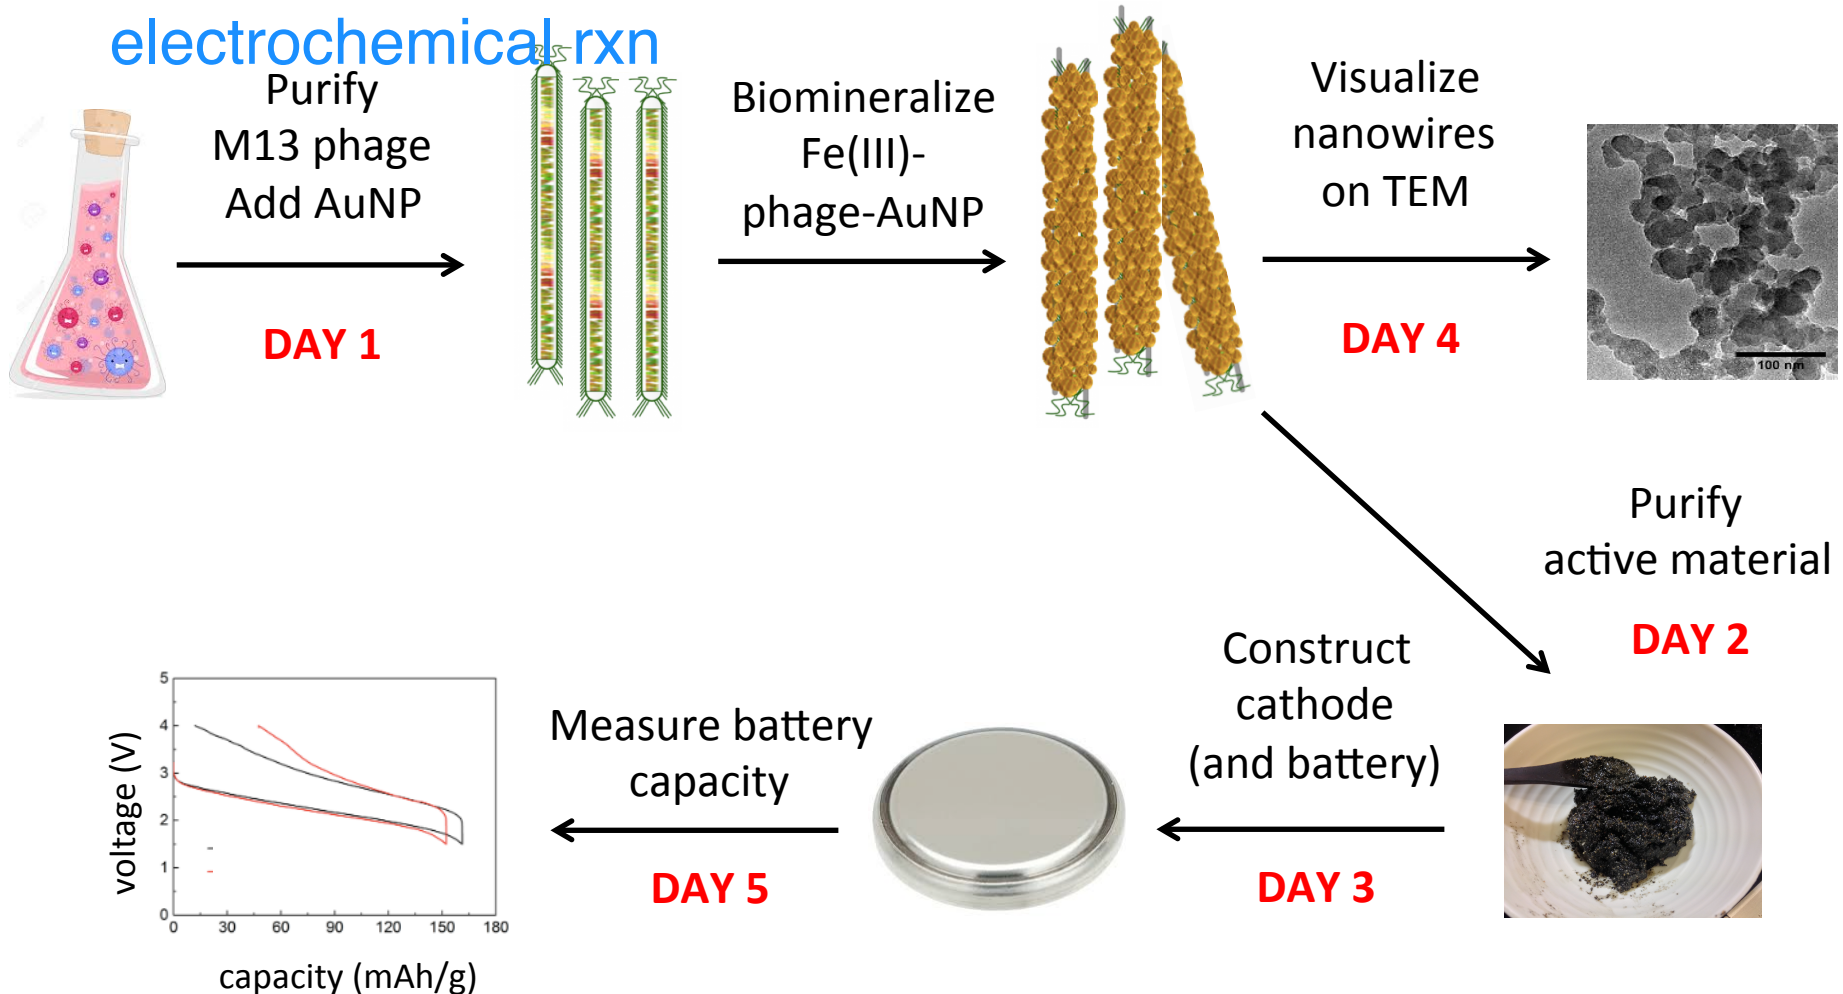 electrochemical rxn
Purify
M13 phage
Add AuNP
DAY 1
Biomineralize
Fe(III)-
phage-AuNP
Visualize
nanowires
on TEM
DAY 4
100 nm
Purify
active material
DAY 2
Construct
cathode
(and battery)
DAY 3
Measure battery
capacity
DAY 5
voltage (V)
5
4
3
2
1
0
0 30 60 90 120 150 180
capacity (mAh/g)